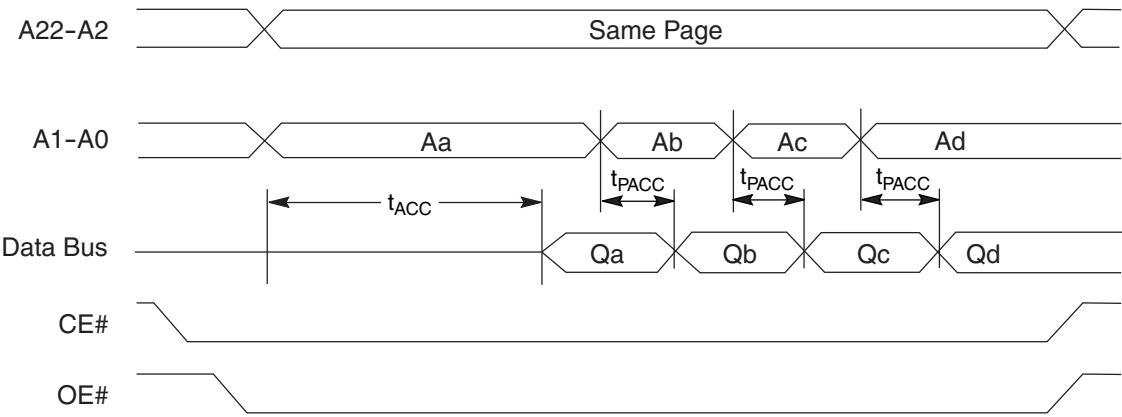 A22-A2 Same Page
A1-A0 Aa Ab Ac Ad
tACC tPACC tPACC tPACC
Data Bus Qa Qb Qc Qd
CE#
OE#